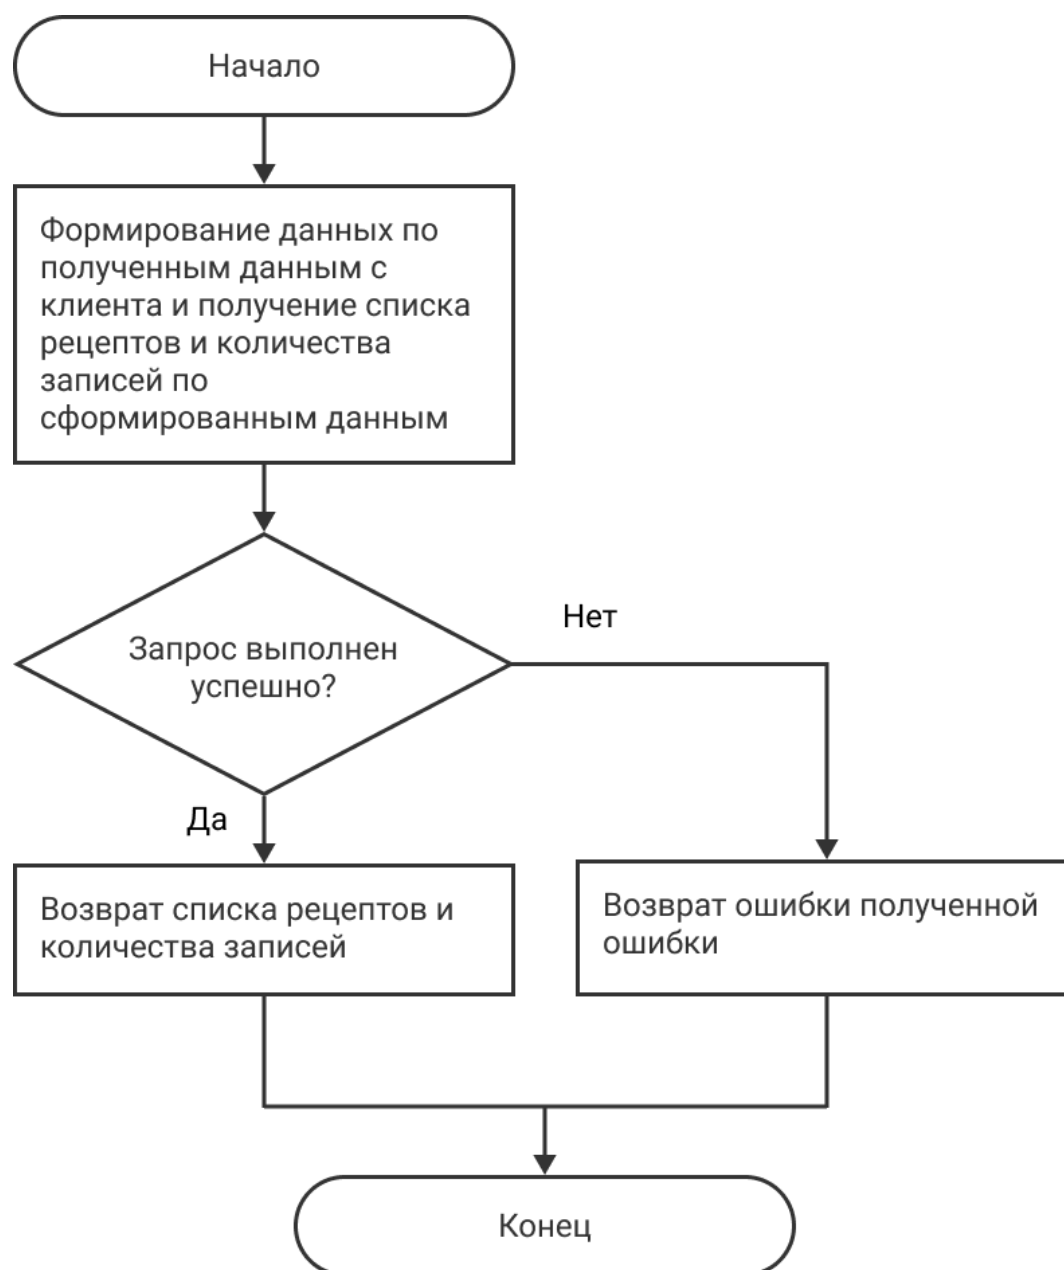 Начало
Формирование данных по
полученным данным с
клиента и получение списка
рецептов и количества
записей по
сформированным данным
Запрос выполнен
успешно?
Нет
Да
Возврат списка рецептов и
количества записей
Возврат ошибки полученной
ошибки
Конец